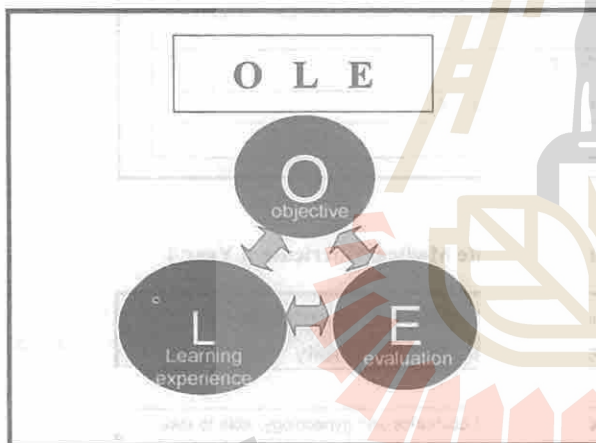 O L E
O
objective
L
Learning
experience
E
evaluation